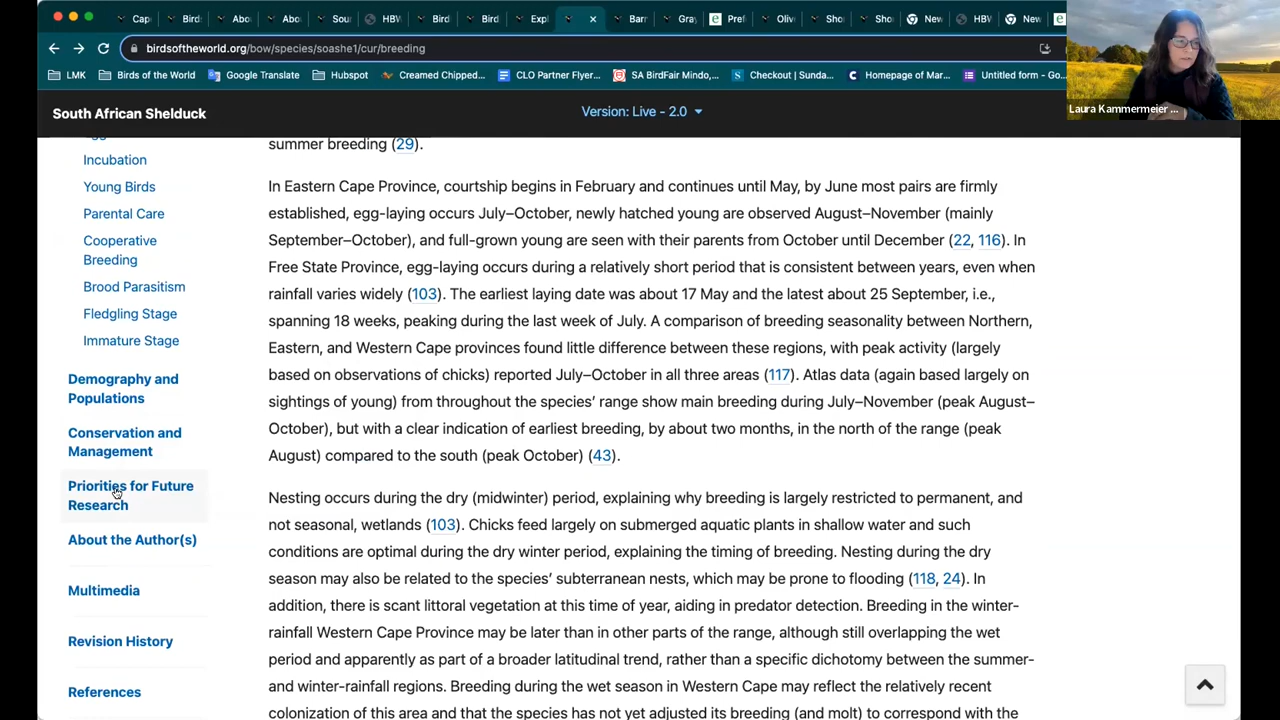 Cap
Bird
Abo
Abo
Sou
HBW
Bird
Bird
Expl
Barr
Gray
Pref
Oliv
Sho
Sho
New
HBW
New
birdsoftheworld.org/bow/species/soashe1/cur/breeding
LMK
Birds of the World
Google Translate
Hubspot
Creamed Chipped...
CLO Partner Flyer...
SA BirdFair Mindo,...
Checkout | Sunda...
Homepage of Mar...
Untitled form - Go...
Laura Kammermeier ...
South African Shelduck
Version: Live - 2.0
Incubation
Young Birds
Parental Care
Cooperative
Breeding
Brood Parasitism
Fledgling Stage
Immature Stage
Demography and
Populations
Conservation and
Management
Priorities for Future
Research
About the Author(s)
Multimedia
Revision History
References
summer breeding (29).
In Eastern Cape Province, courtship begins in February and continues until May, by June most pairs are firmly
established, egg-laying occurs July–October, newly hatched young are observed August–November (mainly
September–October), and full-grown young are seen with their parents from October until December (22, 116). In
Free State Province, egg-laying occurs during a relatively short period that is consistent between years, even when
rainfall varies widely (103). The earliest laying date was about 17 May and the latest about 25 September, i.e.,
spanning 18 weeks, peaking during the last week of July. A comparison of breeding seasonality between Northern,
Eastern, and Western Cape provinces found little difference between these regions, with peak activity (largely
based on observations of chicks) reported July–October in all three areas (117). Atlas data (again based largely on
sightings of young) from throughout the species’ range show main breeding during July–November (peak August–
October), but with a clear indication of earliest breeding, by about two months, in the north of the range (peak
August) compared to the south (peak October) (43).
Nesting occurs during the dry (midwinter) period, explaining why breeding is largely restricted to permanent, and
not seasonal, wetlands (103). Chicks feed largely on submerged aquatic plants in shallow water and such
conditions are optimal during the dry winter period, explaining the timing of breeding. Nesting during the dry
season may also be related to the species’ subterranean nests, which may be prone to flooding (118, 24). In
addition, there is scant littoral vegetation at this time of year, aiding in predator detection. Breeding in the winter-
rainfall Western Cape Province may be later than in other parts of the range, although still overlapping the wet
period and apparently as part of a broader latitudinal trend, rather than a specific dichotomy between the summer-
and winter-rainfall regions. Breeding during the wet season in Western Cape may reflect the relatively recent
colonization of this area and that the species has not yet adjusted its breeding (and molt) to correspond with the